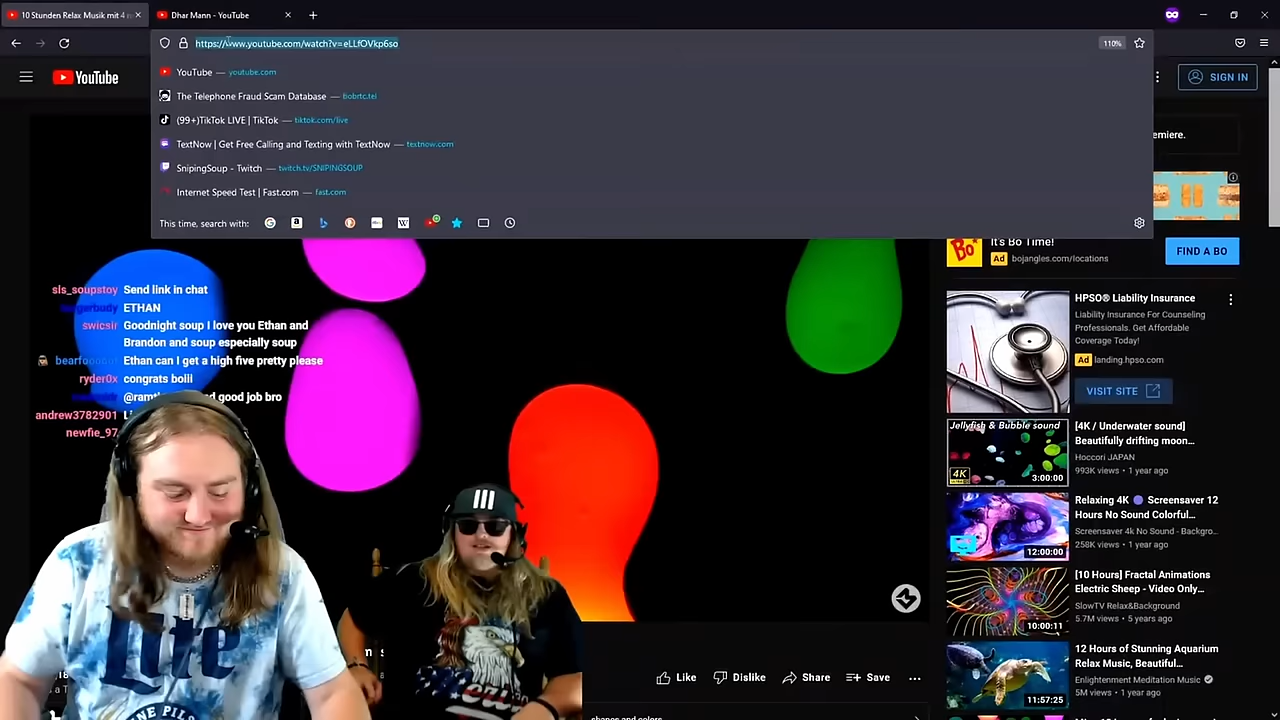 10 Stunden Relax Musik mit 4
Dhar Mann - YouTube
https://www.youtube.com/watch?v=eLLfOVkp6so
110%
YouTube — youtube.com
The Telephone Fraud Scam Database — bobrtc.tel
(99+)TikTok LIVE | TikTok — tiktok.com/live
TextNow | Get Free Calling and Texting with TextNow — textnow.com
SnipingSoup - Twitch — twitch.tv/SNIPINGSOUP
Internet Speed Test | Fast.com — fast.com
This time, search with:
YouTube
SIGN IN
emiere.
Bo
It's Bo Time!
Ad bojangles.com/locations
FIND A BO
sls_soupstoy Send link in chat
ETHAN
swicsir Goodnight soup I love you Ethan and
Brandon and soup especially soup
Ethan can I get a high five pretty please
ryder0x congrats boiii
good job bro
andrew3782901
newfie_97
HPSO® Liability Insurance
Liability Insurance For Counseling
Professionals. Get Affordable
Coverage Today!
Ad landing.hpso.com
VISIT SITE
Jellyfish & Bubble sound
4K
3:00:00
[4K / Underwater sound]
Beautifully drifting moon...
Hoccori JAPAN
993K views • 1 year ago
12:00:00
Relaxing 4K Screensaver 12
Hours No Sound Colorful...
Screensaver 4k No Sound - Backgro...
258K views • 1 year ago
10:00:11
[10 Hours] Fractal Animations
Electric Sheep - Video Only...
SlowTV Relax&Background
5.7M views • 5 years ago
11:57:25
12 Hours of Stunning Aquarium
Relax Music, Beautiful...
Enlightenment Meditation Music
5M views • 1 year ago
Lite
Like
Dislike
Share
Save
shapes and colors